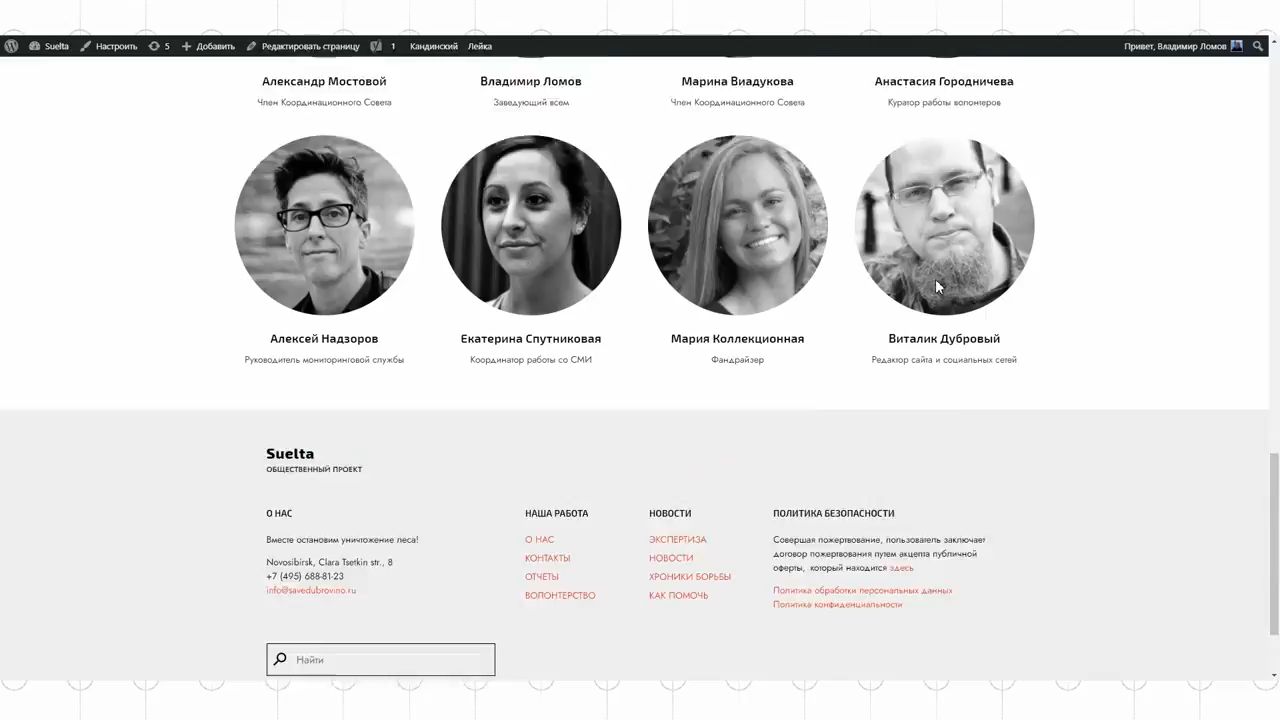 Suelta Настроить 5 Добавить Редактировать страницу 1 Кандинский Лейка Привет, Владимир Ломов
Александр Мостовой Владимир Ломов Марина Виадукова Анастасия Городничева
Член Координационного Совета Заведующий всем Член Координационного Совета Куратор работы волонтеров
Алексей Надзоров Екатерина Спутниковая Мария Коллекционная Виталик Дубровый
Руководитель мониторинговой службы Координатор работы со СМИ Фандрайзер Редактор сайта и социальных сетей
Suelta
ОБЩЕСТВЕННЫЙ ПРОЕКТ
О НАС
Вместе остановим уничтожение леса!
Novosibirsk, Clara Tsetkin str., 8
+7 (495) 688-81-23
info@savedubrovino.ru
НАША РАБОТА
О НАС
КОНТАКТЫ
ОТЧЕТЫ
ВОЛОНТЕРСТВО
НОВОСТИ
ЭКСПЕРТИЗА
НОВОСТИ
ХРОНИКИ БОРЬБЫ
КАК ПОМОЧЬ
ПОЛИТИКА БЕЗОПАСНОСТИ
Совершая пожертвование, пользователь заключает
договор пожертвования путем акцепта публичной
оферты, который находится здесь
Политика обработки персональных данных
Политика конфиденциальности
Найти